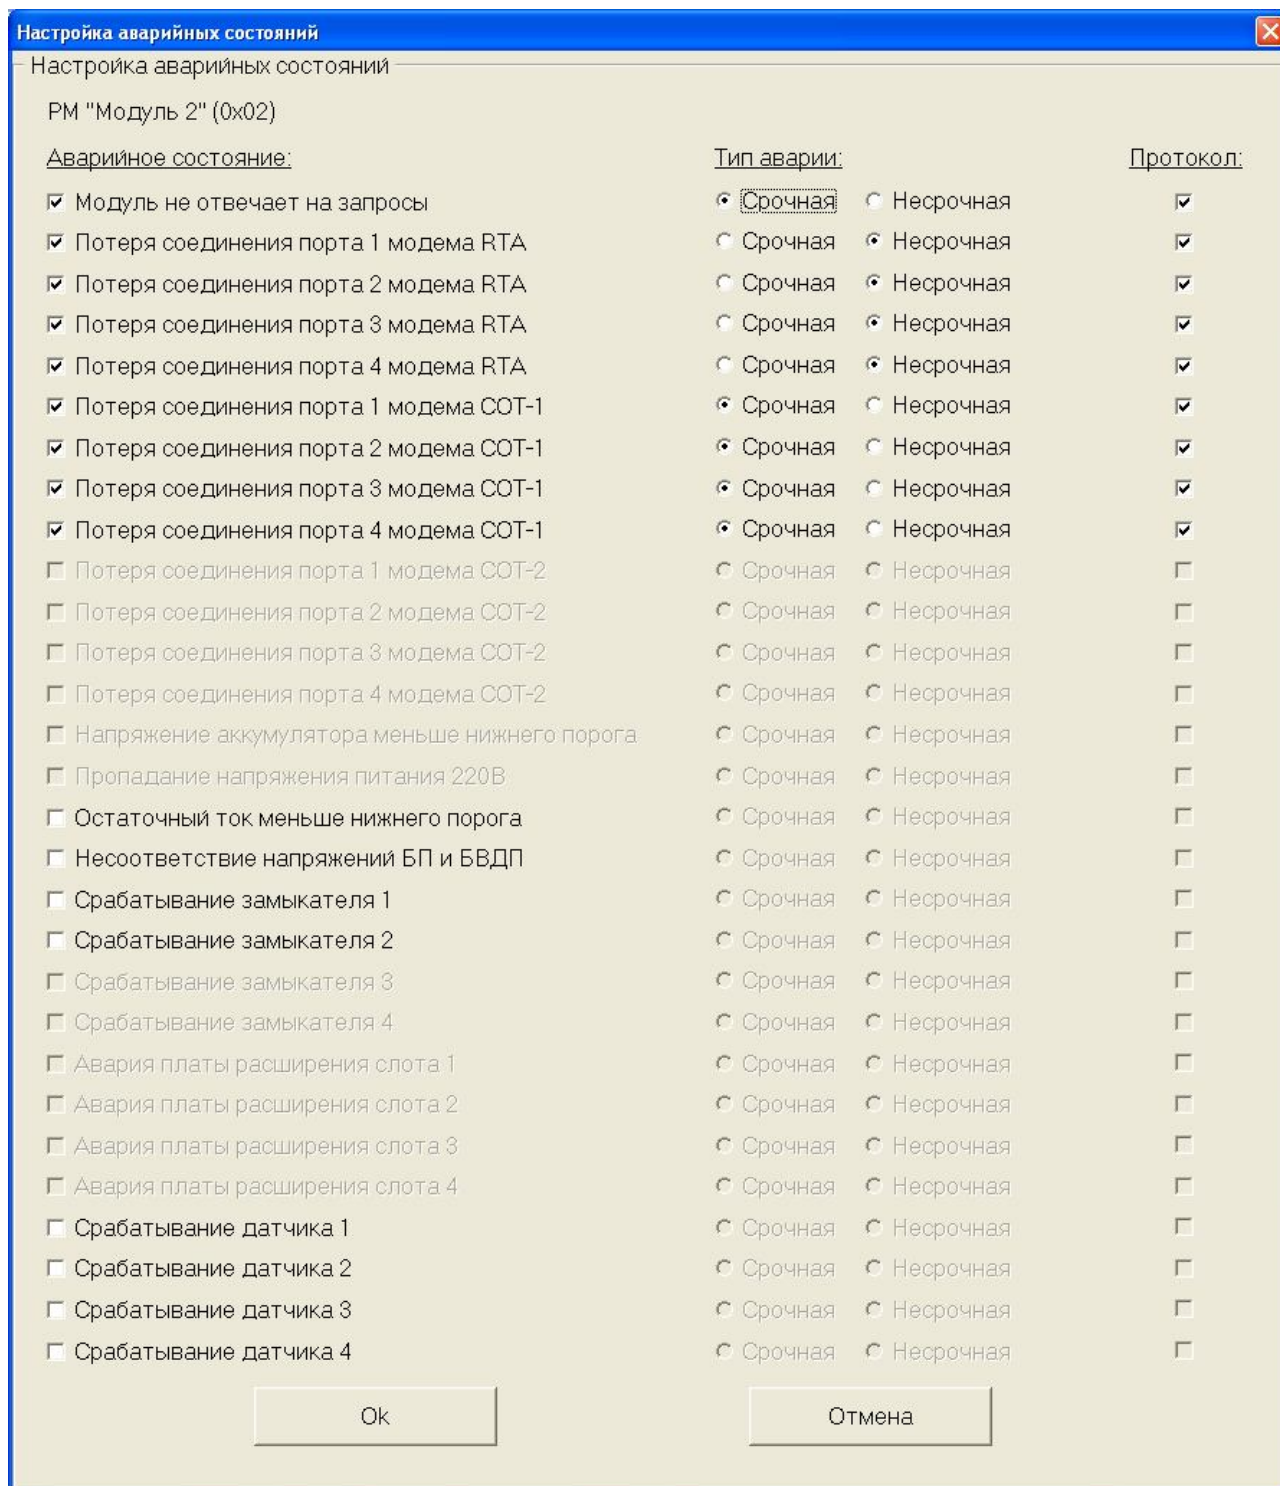 Настройка аварийных состояний
Настройка аварийных состояний
РМ "Модуль 2" (0x02)
Аварийное состояние: Тип аварии: Протокол:
Модуль не отвечает на запросы Срочная Несрочная
Потеря соединения порта 1 модема RTA Срочная Несрочная
Потеря соединения порта 2 модема RTA Срочная Несрочная
Потеря соединения порта 3 модема RTA Срочная Несрочная
Потеря соединения порта 4 модема RTA Срочная Несрочная
Потеря соединения порта 1 модема СОТ-1 Срочная Несрочная
Потеря соединения порта 2 модема СОТ-1 Срочная Несрочная
Потеря соединения порта 3 модема СОТ-1 Срочная Несрочная
Потеря соединения порта 4 модема СОТ-1 Срочная Несрочная
Потеря соединения порта 1 модема СОТ-2 Срочная Несрочная
Потеря соединения порта 2 модема СОТ-2 Срочная Несрочная
Потеря соединения порта 3 модема СОТ-2 Срочная Несрочная
Потеря соединения порта 4 модема СОТ-2 Срочная Несрочная
Напряжение аккумулятора меньше нижнего порога Срочная Несрочная
Пропадание напряжения питания 220В Срочная Несрочная
Остаточный ток меньше нижнего порога Срочная Несрочная
Несоответствие напряжений БП и БВДП Срочная Несрочная
Срабатывание замыкателя 1 Срочная Несрочная
Срабатывание замыкателя 2 Срочная Несрочная
Срабатывание замыкателя 3 Срочная Несрочная
Срабатывание замыкателя 4 Срочная Несрочная
Авария платы расширения слота 1 Срочная Несрочная
Авария платы расширения слота 2 Срочная Несрочная
Авария платы расширения слота 3 Срочная Несрочная
Авария платы расширения слота 4 Срочная Несрочная
Срабатывание датчика 1 Срочная Несрочная
Срабатывание датчика 2 Срочная Несрочная
Срабатывание датчика 3 Срочная Несрочная
Срабатывание датчика 4 Срочная Несрочная
Ok Отмена